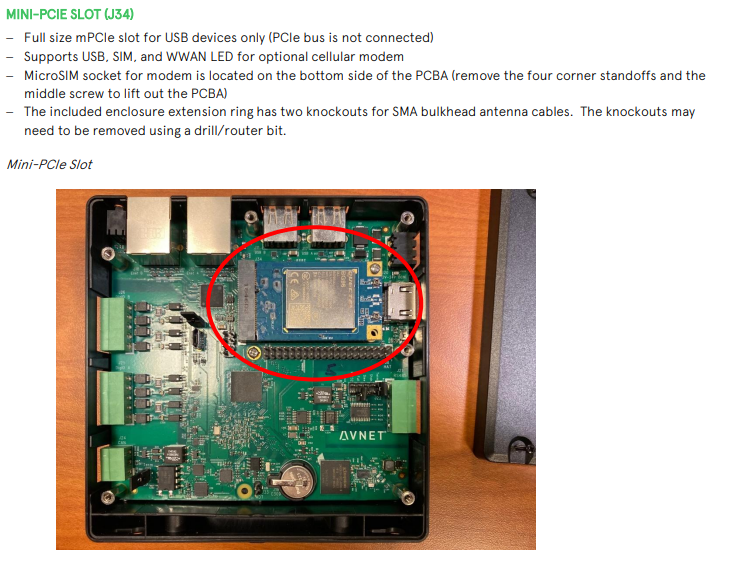 MINI-PCIE SLOT (J34)
– Full size mPCIe slot for USB devices only (PCIe bus is not connected)
– Supports USB, SIM, and WWAN LED for optional cellular modem
– MicroSIM socket for modem is located on the bottom side of the PCBA (remove the four corner standoffs and the
middle screw to lift out the PCBA)
– The included enclosure extension ring has two knockouts for SMA bulkhead antenna cables. The knockouts may
need to be removed using a drill/router bit.
Mini-PCIe Slot
AVNET